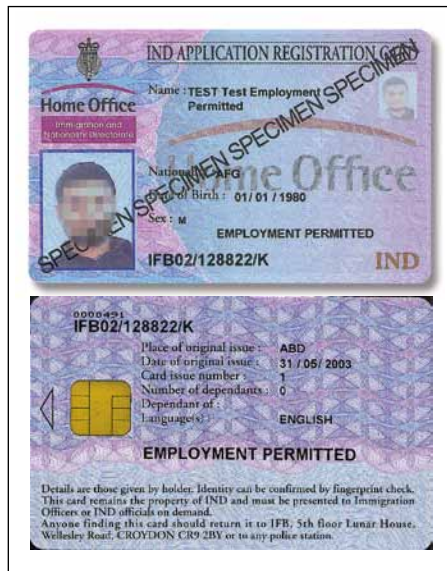 IND APPLICATION REGISTRATION CARD
Home Office
Immigration and
Nationality Directorate
Name : TEST Test Employment
Permitted
SPECIMEN SPECIMEN SPECIMEN SPECIMEN
Home Office
Nationality : AFG
Date of Birth : 01/ 01 / 1980
Sex : M
EMPLOYMENT PERMITTED
IFB02/128822/K
IND
0000491
IFB02/128822/K
Place of original issue : ABD
Date of original issue : 31 / 05/ 2003
Card issue number : 1
Number of dependants : 0
Dependant of :
Language(s) : ENGLISH
EMPLOYMENT PERMITTED
Details are those given by holder. Identity can be confirmed by fingerprint check.
This card remains the property of IND and must be presented to Immigration
Officers or IND officials on demand.
Anyone finding this card should return it to IFB, 5th floor Lunar House,
Wellesley Road, CROYDON CR9 2BY or to any police station.